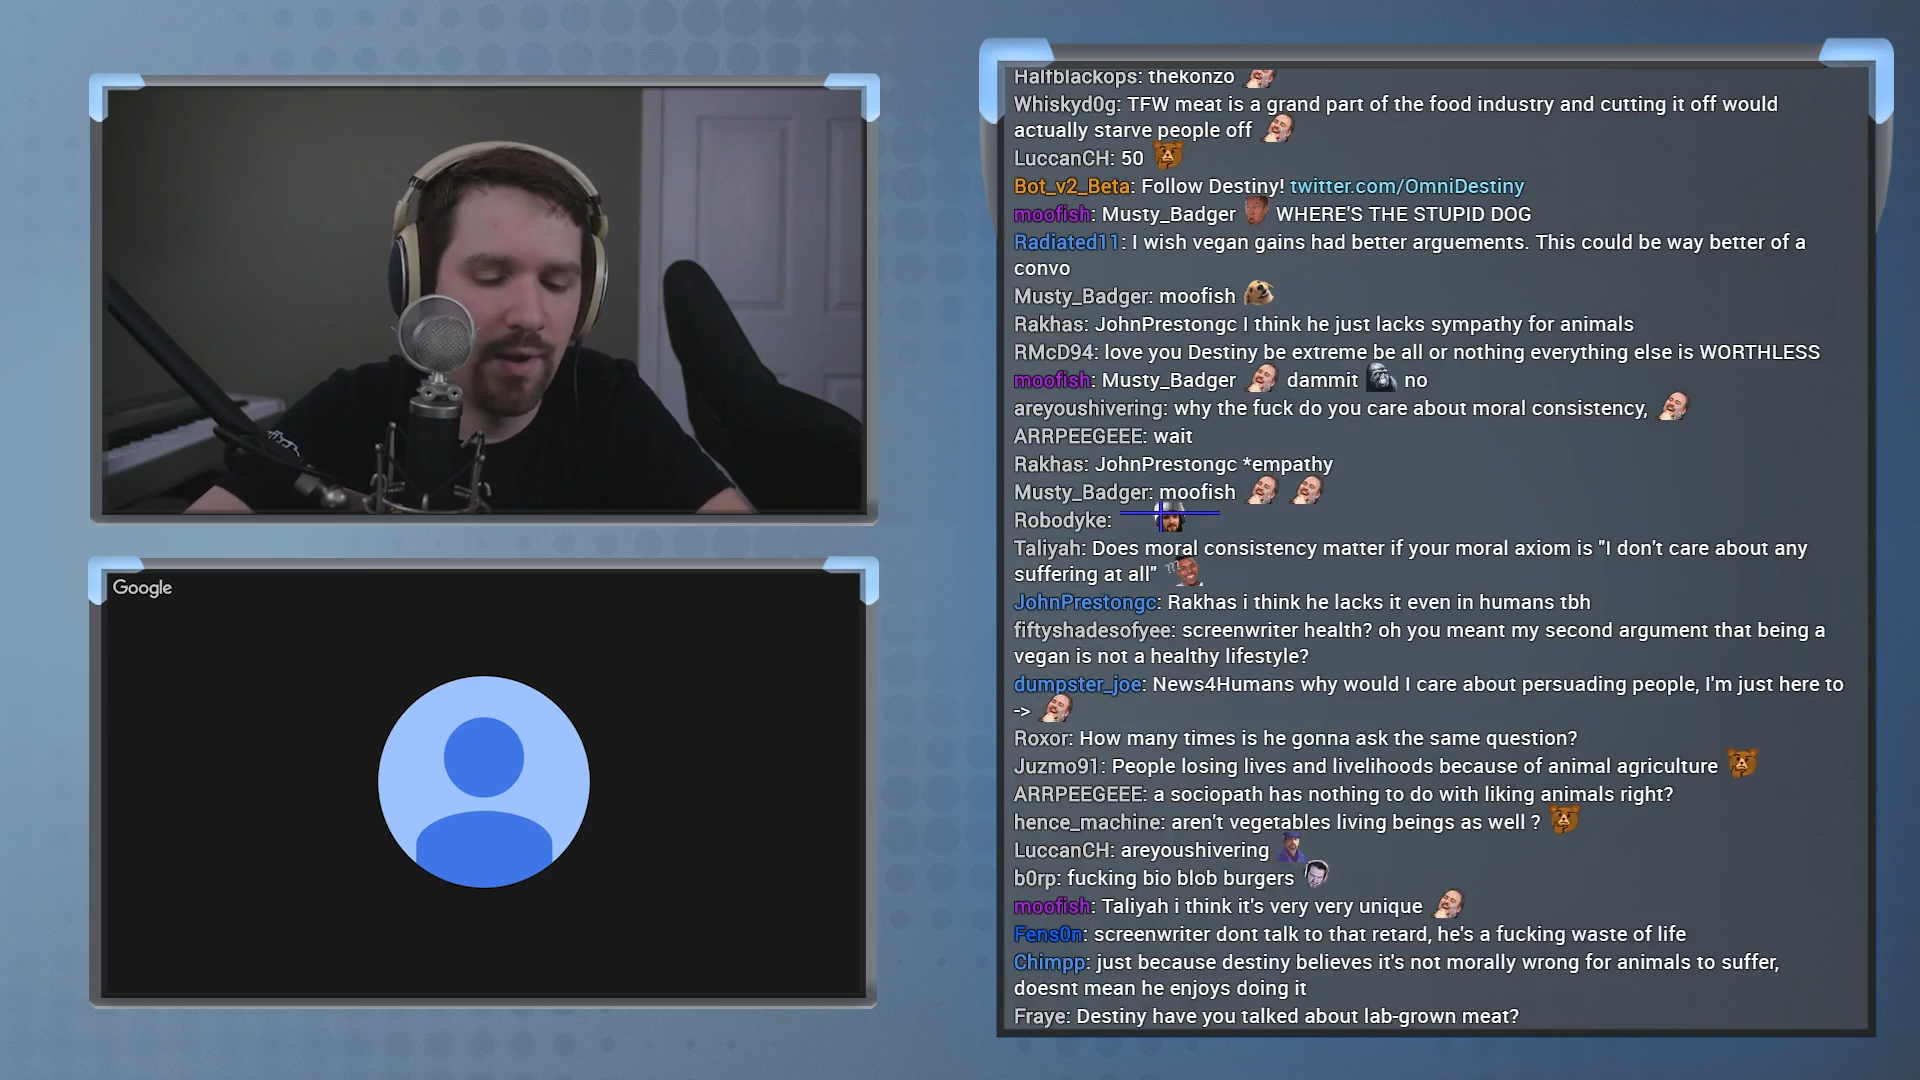 Google
Halfblackops: thekonzo
Whiskyd0g: TFW meat is a grand part of the food industry and cutting it off would
actually starve people off
LuccanCH: 50
Bot_v2_Beta: Follow Destiny! twitter.com/OmniDestiny
moofish: Musty_Badger WHERE'S THE STUPID DOG
Radiated11: I wish vegan gains had better arguements. This could be way better of a
convo
Musty_Badger: moofish
Rakhas: JohnPrestongc I think he just lacks sympathy for animals
RMcD94: love you Destiny be extreme be all or nothing everything else is WORTHLESS
moofish: Musty_Badger dammit no
areyoushivering: why the fuck do you care about moral consistency,
ARRPEEGEEE: wait
Rakhas: JohnPrestongc *empathy
Musty_Badger: moofish
Robodyke:
Taliyah: Does moral consistency matter if your moral axiom is "I don't care about any
suffering at all"
JohnPrestongc: Rakhas i think he lacks it even in humans tbh
fiftyshadesofyee: screenwriter health? oh you meant my second argument that being a
vegan is not a healthy lifestyle?
dumpster_joe: News4Humans why would I care about persuading people, I'm just here to
->
Roxor: How many times is he gonna ask the same question?
Juzmo91: People losing lives and livelihoods because of animal agriculture
ARRPEEGEEE: a sociopath has nothing to do with liking animals right?
hence_machine: aren't vegetables living beings as well ?
LuccanCH: areyoushivering
b0rp: fucking bio blob burgers
moofish: Taliyah i think it's very very unique
Fens0n: screenwriter dont talk to that retard, he's a fucking waste of life
Chimpp: just because destiny believes it's not morally wrong for animals to suffer,
doesnt mean he enjoys doing it
Fraye: Destiny have you talked about lab-grown meat?